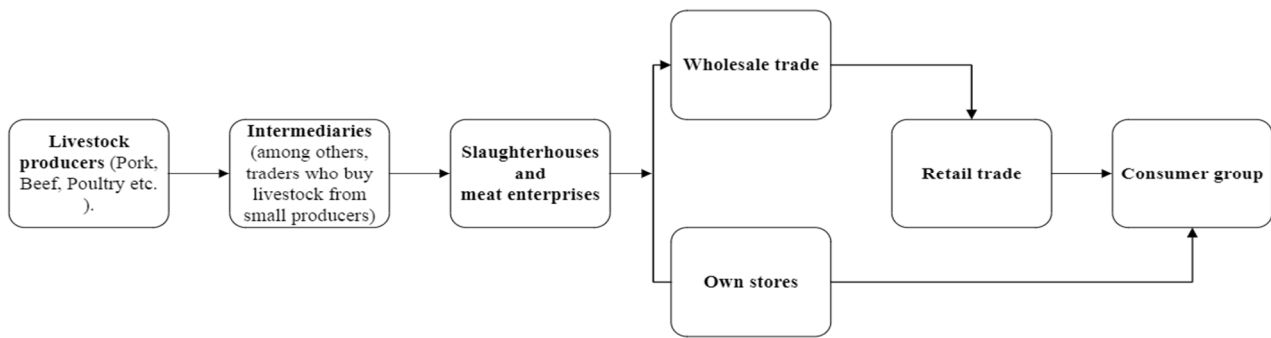 Livestock
producers (Pork,
Beef, Poultry etc.
).
Intermediaries
(among others,
traders who buy
livestock from
small producers)
Slaughterhouses
and
meat enterprises
Wholesale trade
Own stores
Retail trade
Consumer group